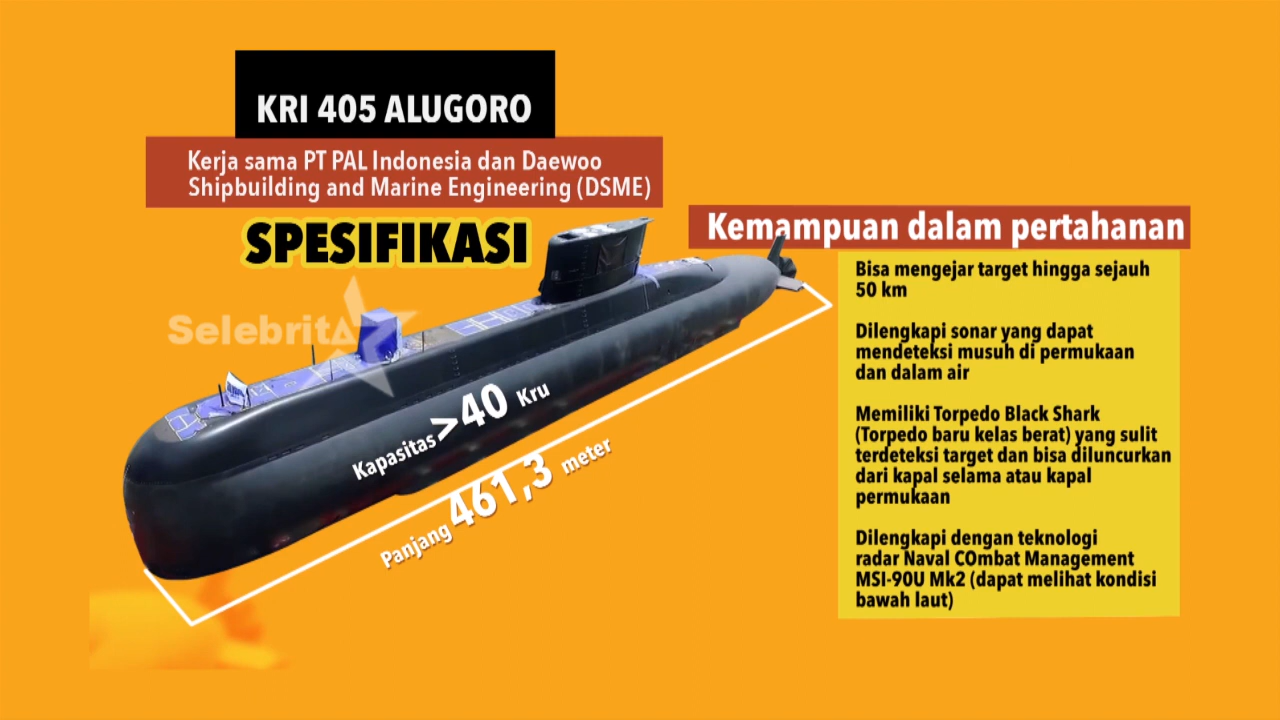 KRI 405 ALUGORO
Kerja sama PT PAL Indonesia dan Daewoo
Shipbuilding and Marine Engineering (DSME)
SPESIFIKASI
Selebrita
Kapasitas >40 Kru
Panjang 461,3 meter
Kemampuan dalam pertahanan
Bisa mengejar target hingga sejauh
50 km
Dilengkapi sonar yang dapat
mendeteksi musuh di permukaan
dan dalam air
Memiliki Torpedo Black Shark
(Torpedo baru kelas berat) yang sulit
terdeteksi target dan bisa diluncurkan
dari kapal selama atau kapal
permukaan
Dilengkapi dengan teknologi
radar Naval COmbat Management
MSI-90U Mk2 (dapat melihat kondisi
bawah laut)